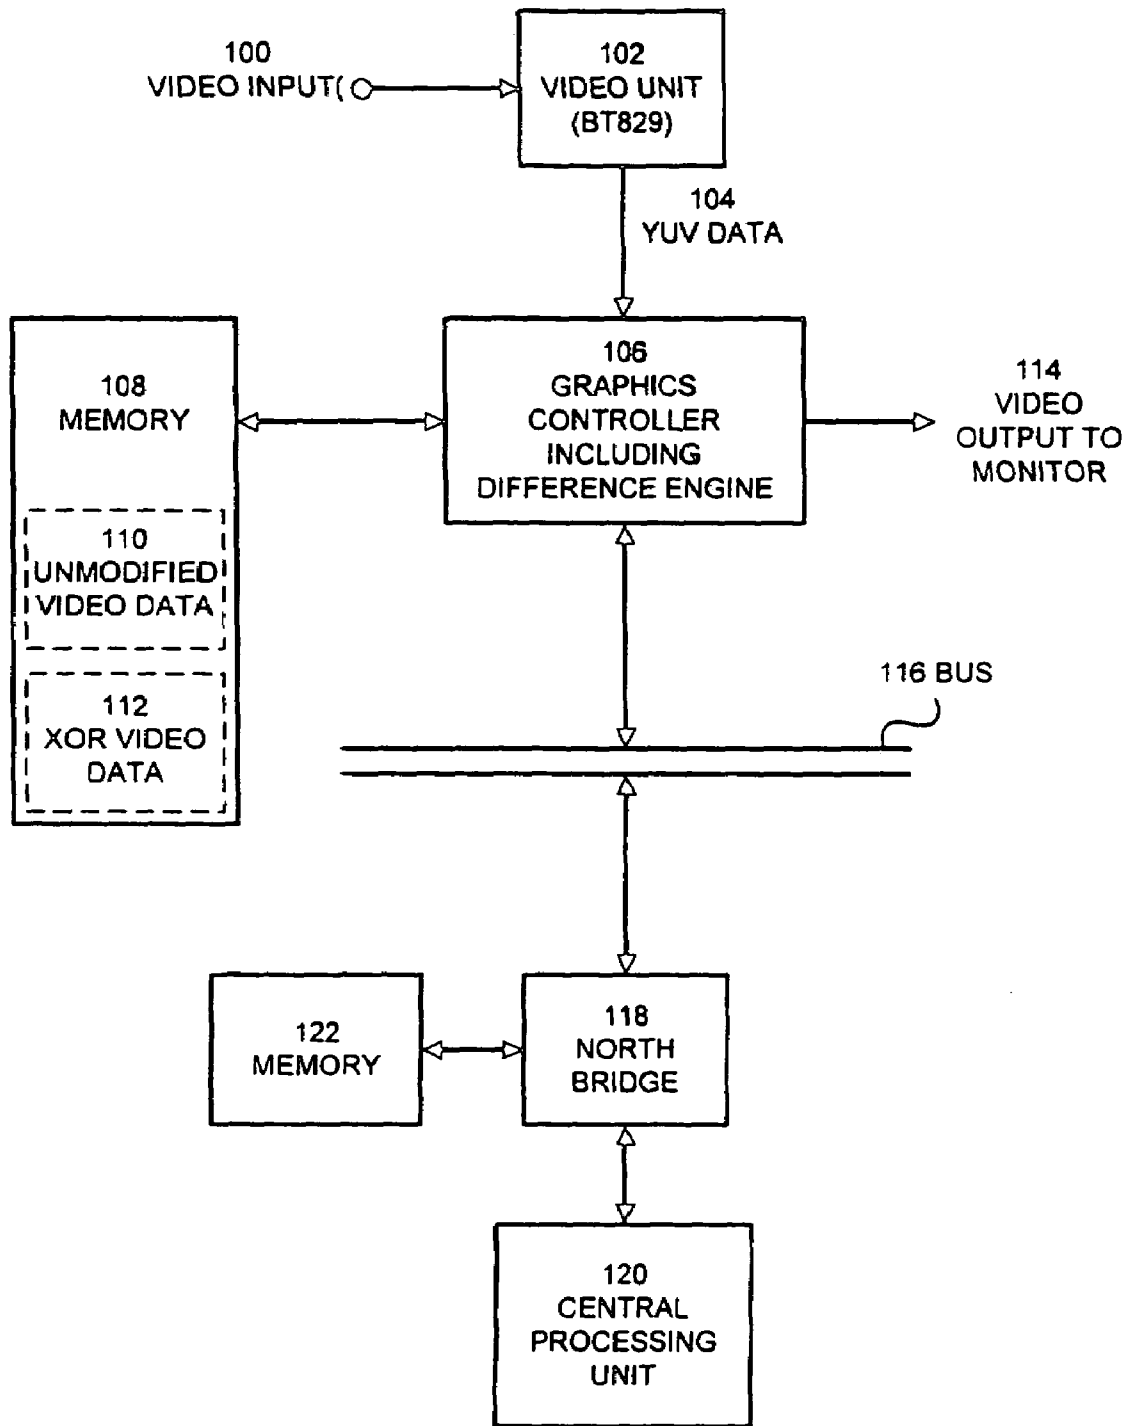 100
VIDEO INPUT(
102
VIDEO UNIT
(BT829)
104
YUV DATA
106
GRAPHICS
CONTROLLER
INCLUDING
DIFFERENCE ENGINE
108
MEMORY
110
UNMODIFIED
VIDEO DATA
112
XOR VIDEO
DATA
114
VIDEO
OUTPUT TO
MONITOR
116 BUS
122
MEMORY
118
NORTH
BRIDGE
120
CENTRAL
PROCESSING
UNIT